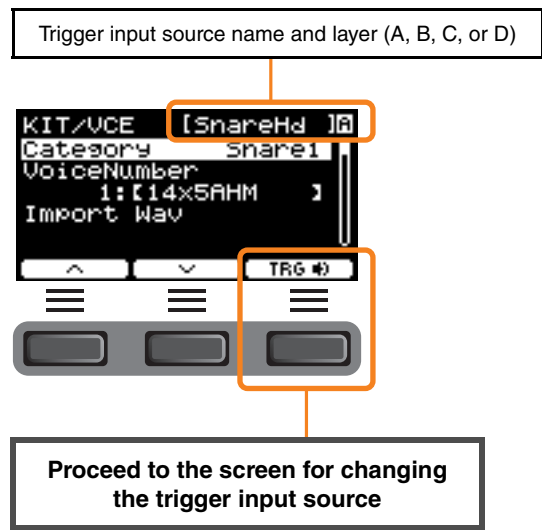 Trigger input source name and layer (A, B, C, or D)
KIT/VCE [SnareHd ]A
Category Snare1
VoiceNumber
1:[14x5AHM ]
Import Wav
TRG
Proceed to the screen for changing
the trigger input source